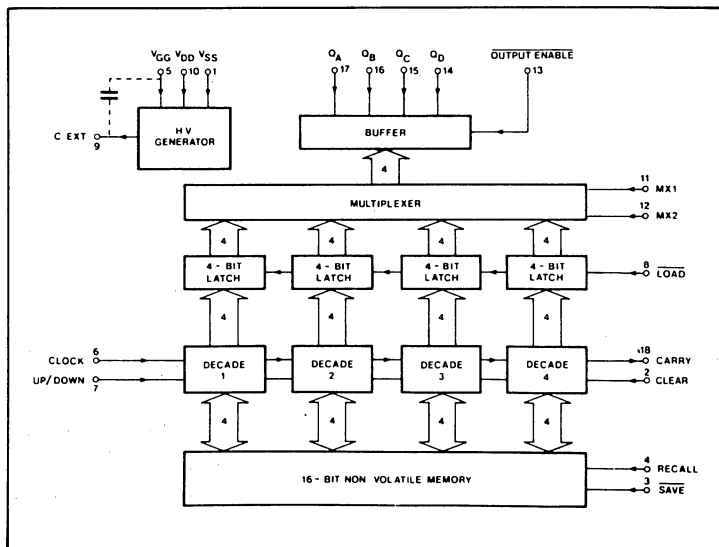 VGG VDD VSS
5 10 1
C EXT 9
HV GENERATOR
QA QB QC QD OUTPUT ENABLE
17 16 15 14 13
BUFFER
4
MULTIPLEXER
11 MX1
12 MX2
4 4 4 4
4 - BIT LATCH 4 - BIT LATCH 4 - BIT LATCH 4 - BIT LATCH
8 LOAD
4 4 4 4
CLOCK 6
UP/DOWN 7
DECADE 1 DECADE 2 DECADE 3 DECADE 4
18 CARRY
2 CLEAR
4 4 4 4
16 - BIT NON VOLATILE MEMORY
4 RECALL
3 SAVE